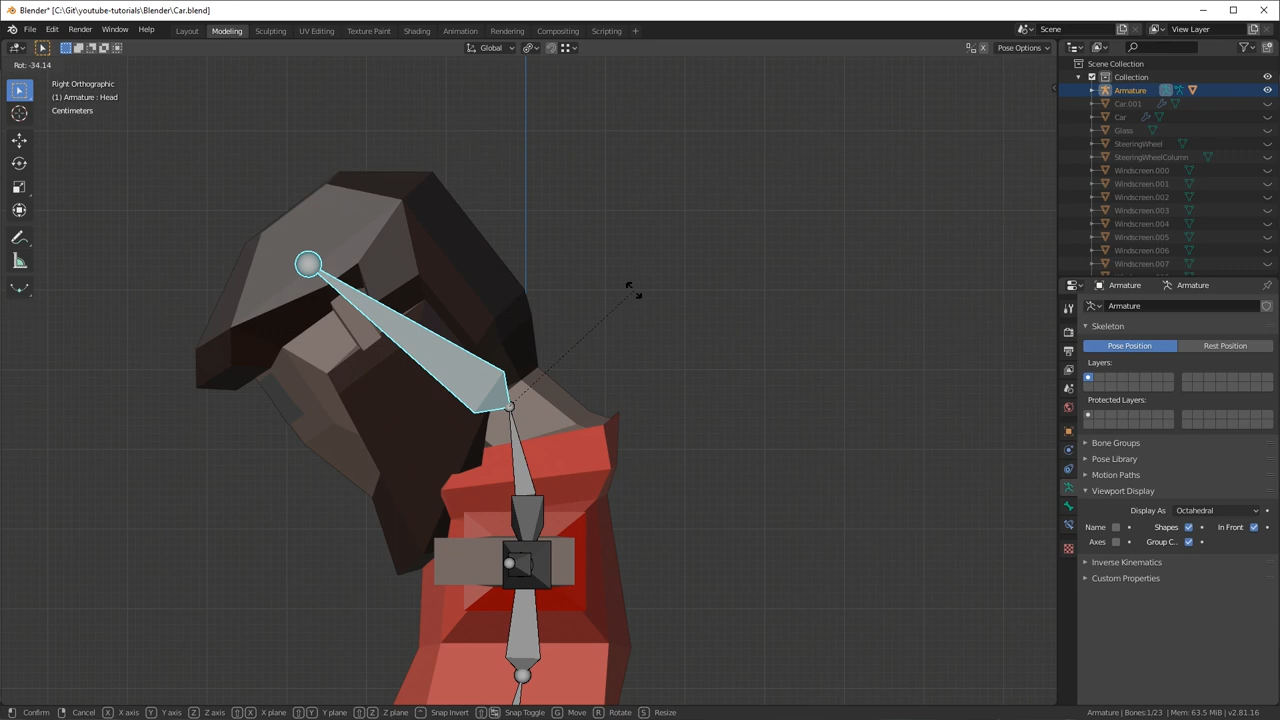 Blender* [C:\Git\youtube-tutorials\Blender\Car.blend]
File Edit Render Window Help Layout Modeling Sculpting UV Editing Texture Paint Shading Animation Rendering Compositing Scripting + Scene View Layer
Global Pose Options
Rot: -34.14
Right Orthographic
(1) Armature : Head
Centimeters
X
Scene Collection
Collection
Armature
Car.001
Car
Glass
SteeringWheel
SteeringWheelColumn
Windscreen.000
Windscreen.001
Windscreen.002
Windscreen.003
Windscreen.004
Windscreen.005
Windscreen.006
Windscreen.007
Armature Armature
Armature
Skeleton
Pose Position Rest Position
Layers:
Protected Layers:
Bone Groups
Pose Library
Motion Paths
Viewport Display
Display As Octahedral
Name Shapes In Front
Axes Group C..
Inverse Kinematics
Custom Properties
Confirm Cancel X X axis Y Y axis Z Z axis X X plane Y Y plane Z Z plane Snap Invert Snap Toggle G Move R Rotate S Resize
Armature | Bones:1/23 | Mem: 63.5 MiB | v2.81.16